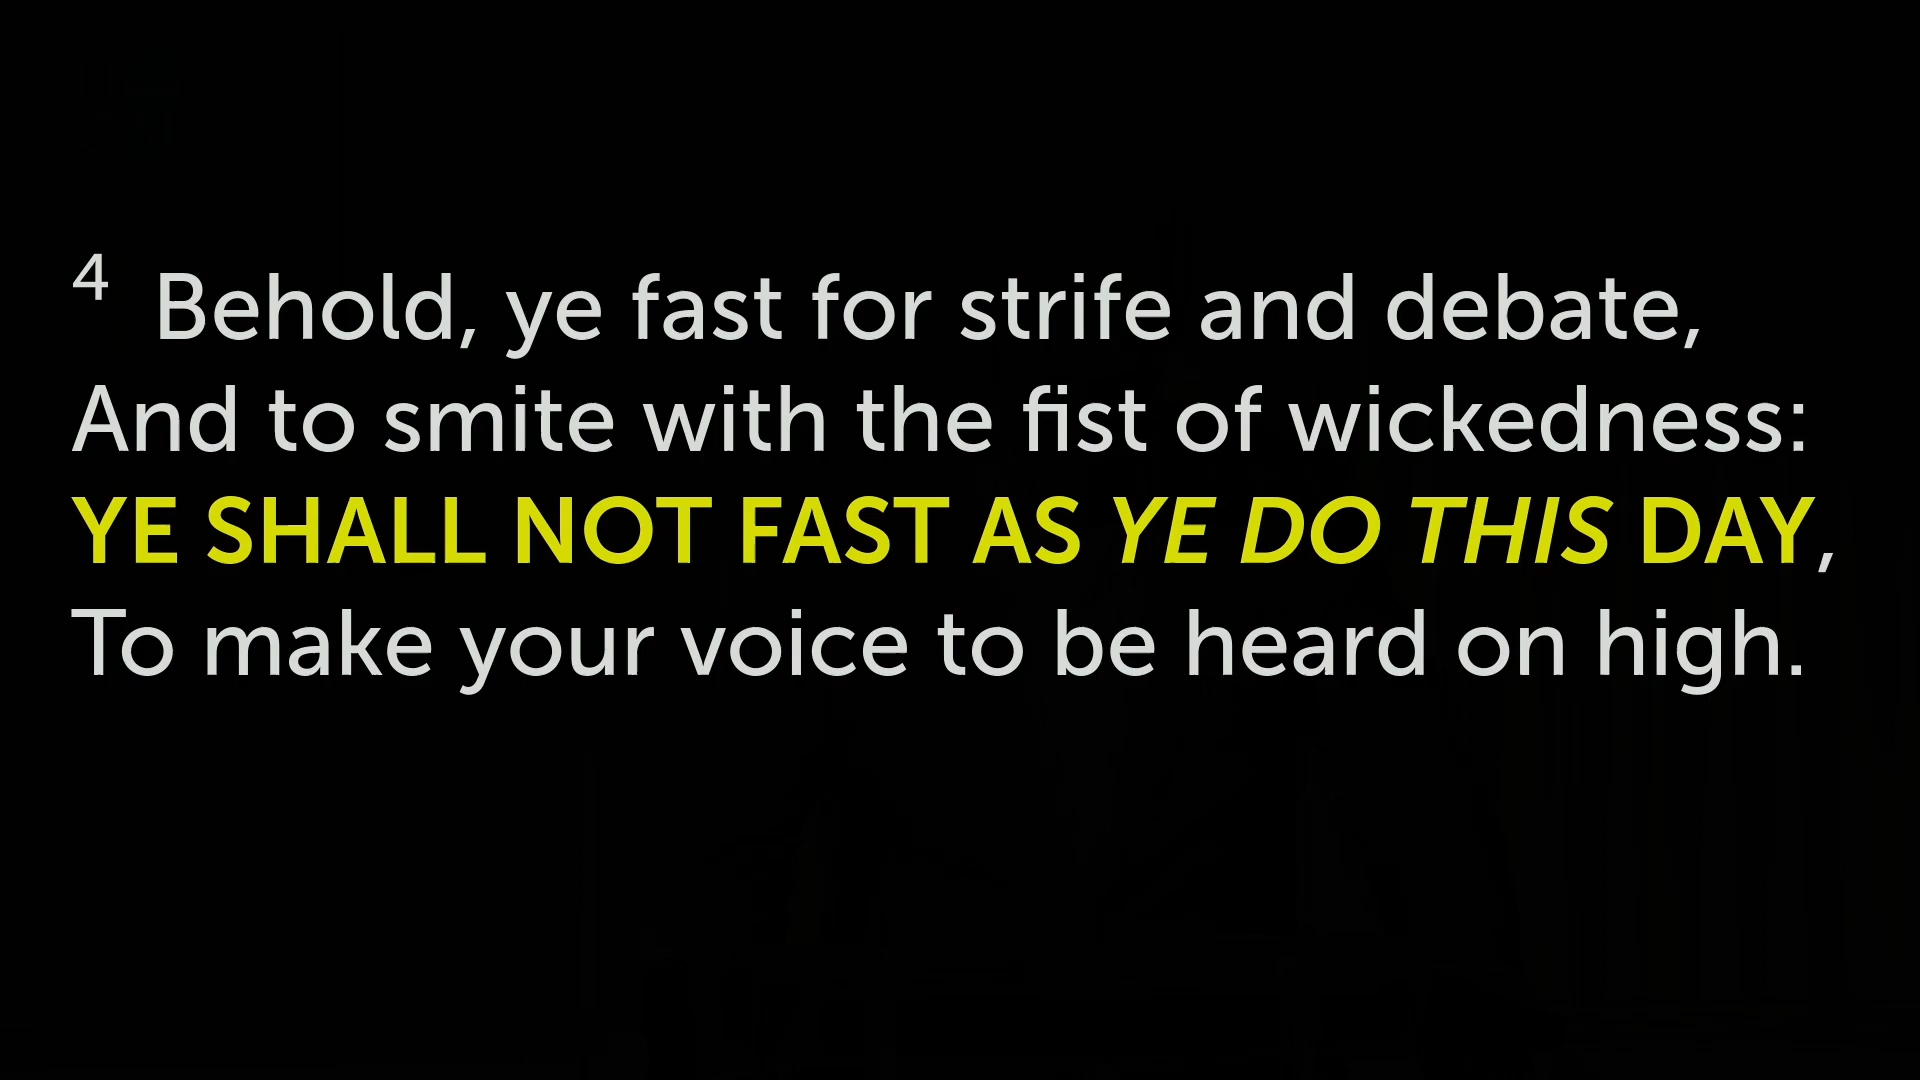 4 Behold, ye fast for strife and debate,
And to smite with the fist of wickedness:
YE SHALL NOT FAST AS YE DO THIS DAY,
To make your voice to be heard on high.